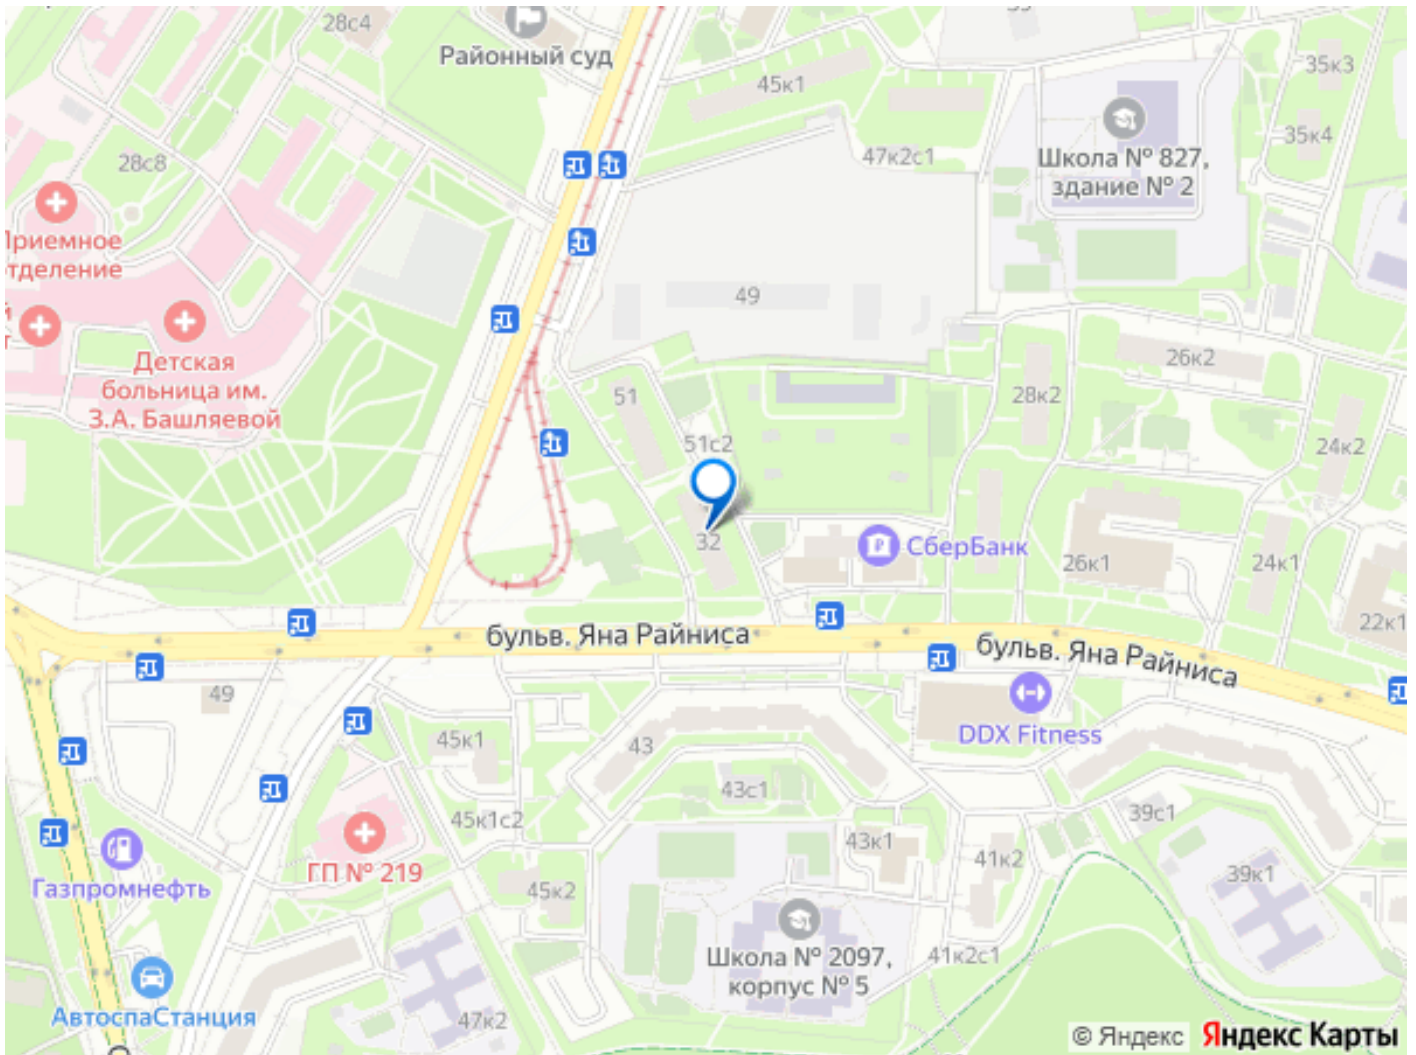 28с4
Районный суд
35к3
45к1
35к4
47к2с1
Школа № 827,
здание № 2
28с8
Приемное
отделение
49
Детская
больница им.
З.А. Башляевой
26к2
28к2
51
51с2
24к2
32
СберБанк
26к1
24к1
22к1
бульв. Яна Райниса
бульв. Яна Райниса
49
DDX Fitness
45к1
43
43с1
39с1
45к1с2
43к1
41к2
ГП № 219
39к1
Газпромнефть
45к2
Школа № 2097,
корпус № 5
41к2с1
АвтоспаСтанция
47к2
© Яндекс Яндекс Карты